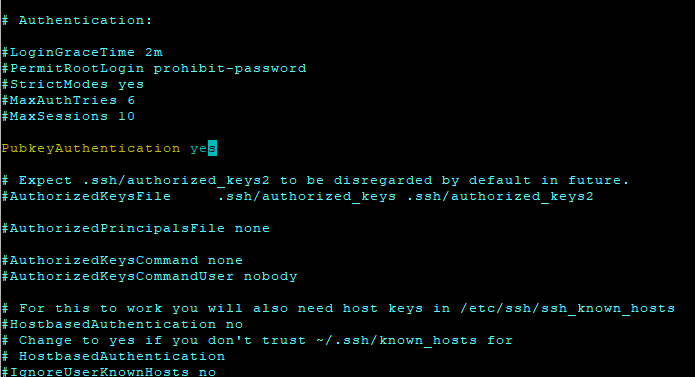 # Authentication:
#LoginGraceTime 2m
#PermitRootLogin prohibit-password
#StrictModes yes
#MaxAuthTries 6
#MaxSessions 10
PubkeyAuthentication yes
# Expect .ssh/authorized_keys2 to be disregarded by default in future.
#AuthorizedKeysFile     .ssh/authorized_keys .ssh/authorized_keys2
#AuthorizedPrincipalsFile none
#AuthorizedKeysCommand none
#AuthorizedKeysCommandUser nobody
# For this to work you will also need host keys in /etc/ssh/ssh_known_hosts
#HostbasedAuthentication no
# Change to yes if you don't trust ~/.ssh/known_hosts for
# HostbasedAuthentication
#IgnoreUserKnownHosts no